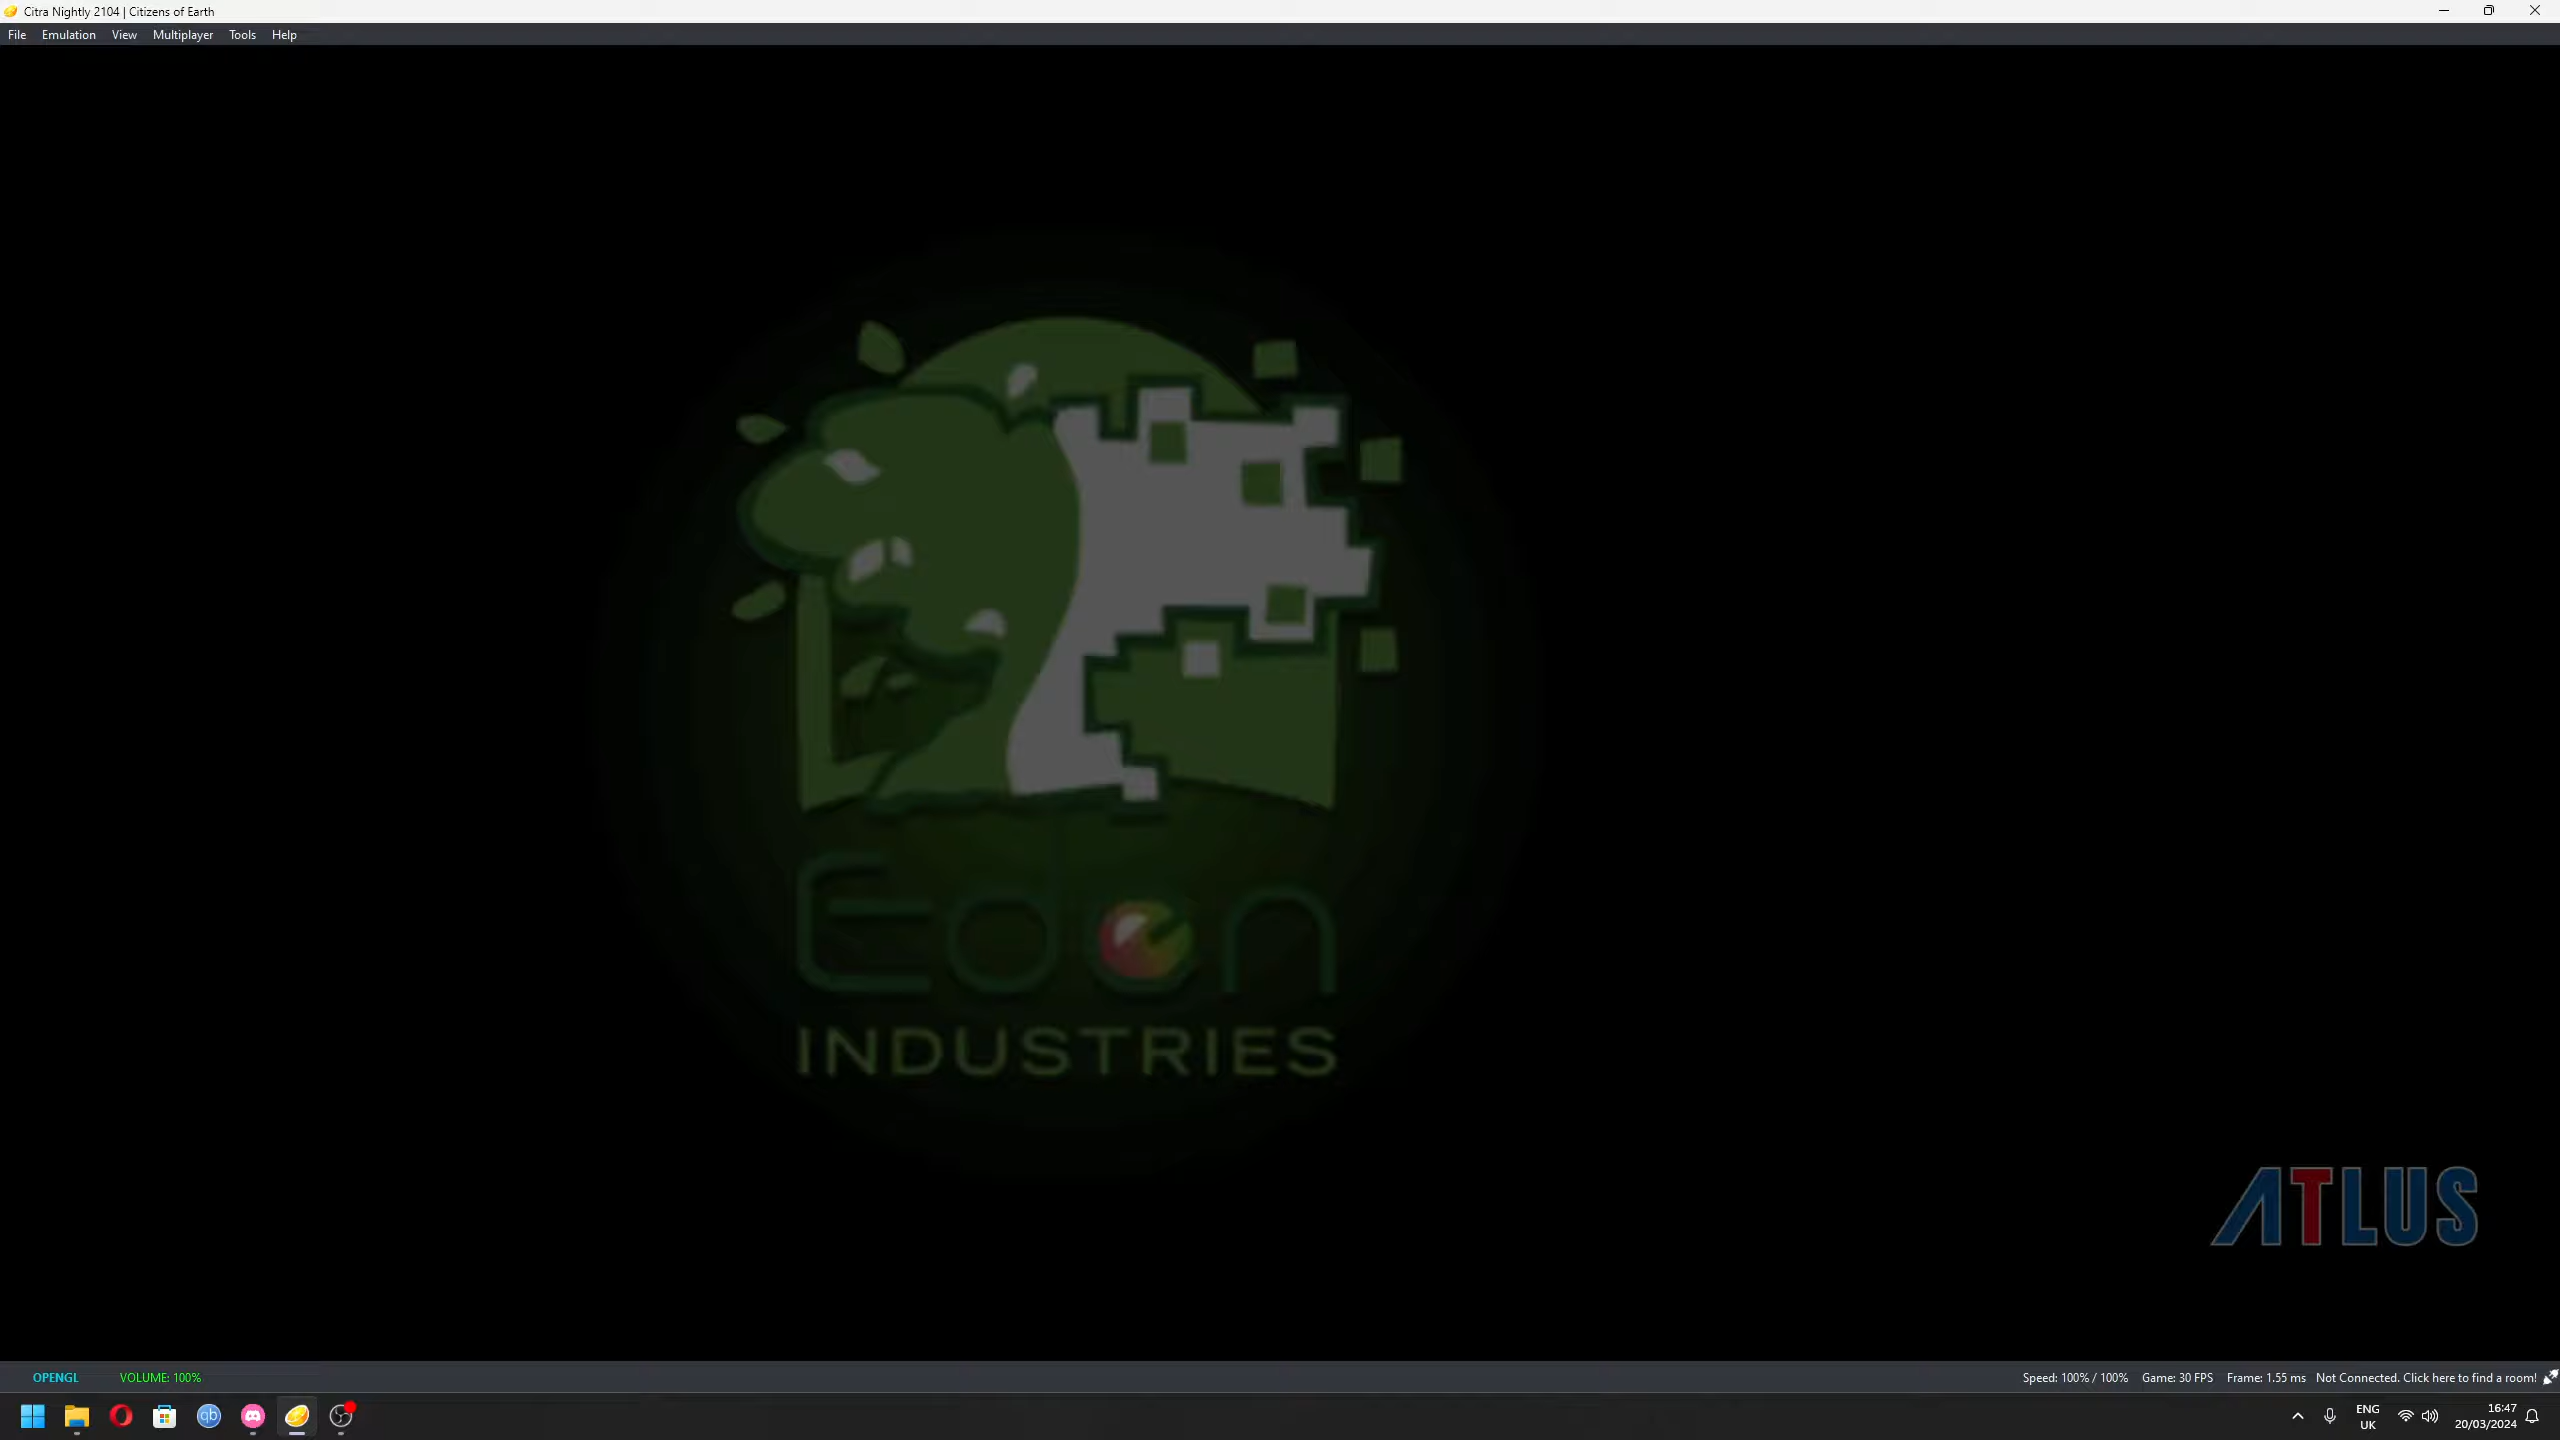 Citra Nightly 2104 | Citizens of Earth
File Emulation View Multiplayer Tools Help
Eden
INDUSTRIES
ATLUS
OPENGL VOLUME: 100% Speed: 100% / 100% Game: 30 FPS Frame: 1.55 ms Not Connected. Click here to find a room!
qb ENG 16:47
UK 20/03/2024